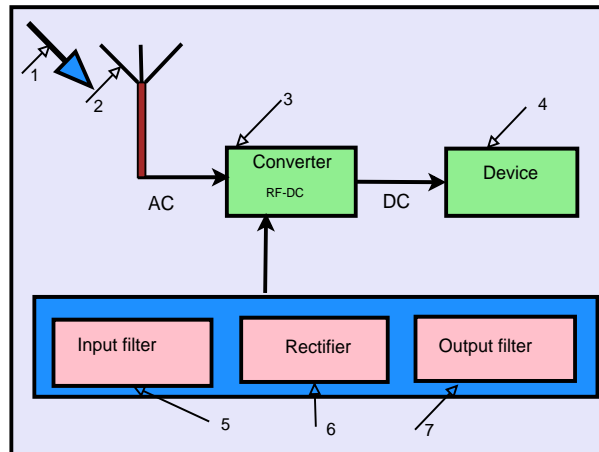 1
2
3
4
Converter
RF-DC
Device
AC
DC
Input filter
Rectifier
Output filter
5
6
7